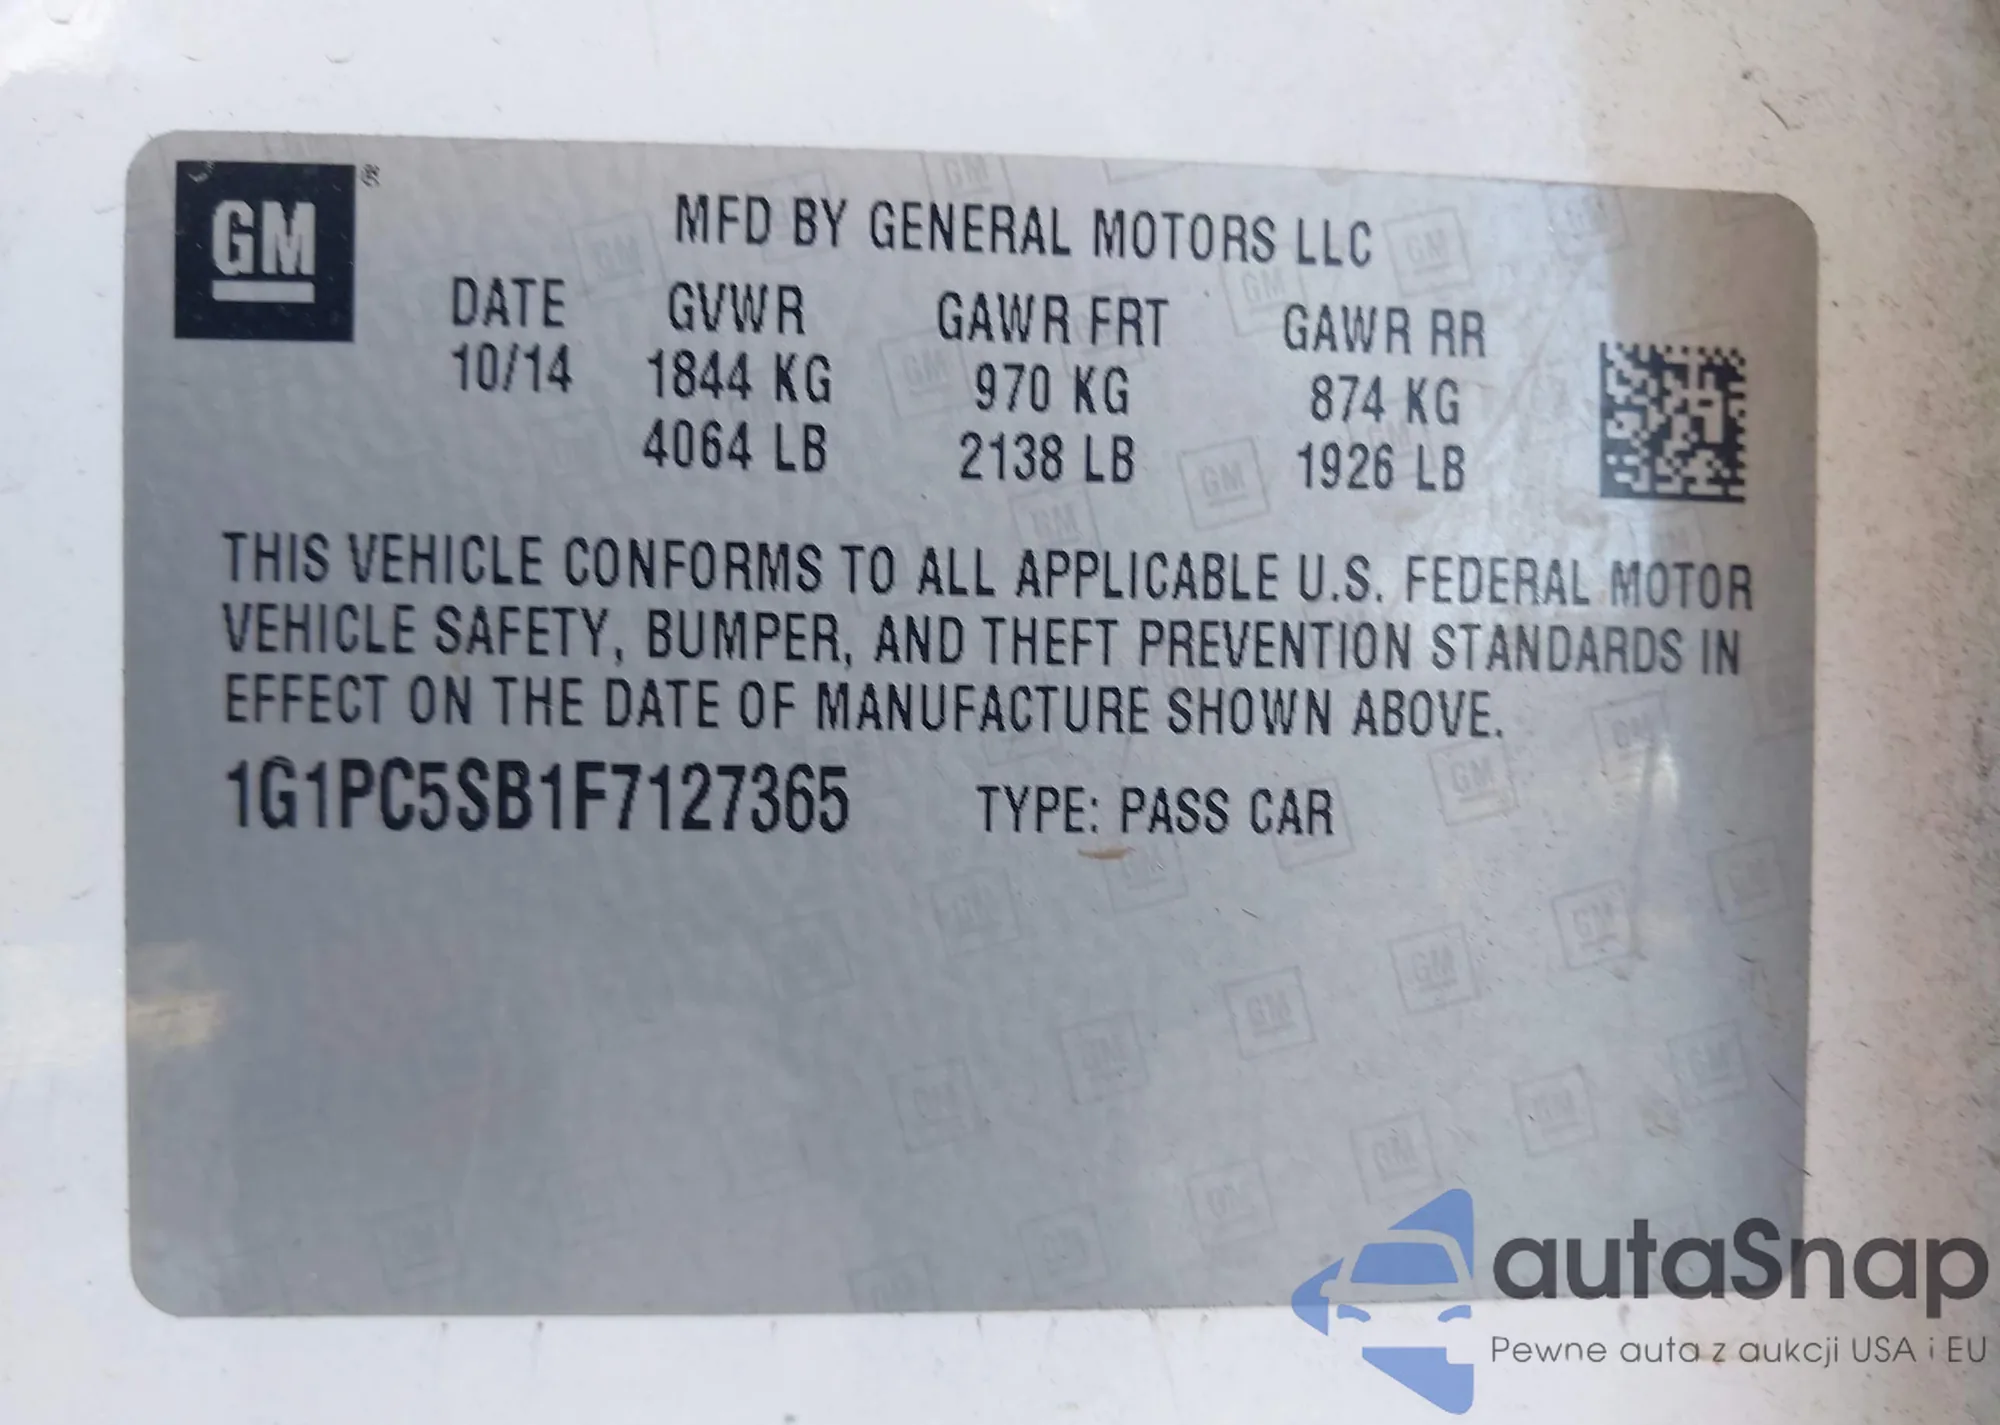 GM ®
MFD BY GENERAL MOTORS LLC
DATE GVWR GAWR FRT GAWR RR
10/14 1844 KG 970 KG 874 KG
4064 LB 2138 LB 1926 LB
THIS VEHICLE CONFORMS TO ALL APPLICABLE U.S. FEDERAL MOTOR
VEHICLE SAFETY, BUMPER, AND THEFT PREVENTION STANDARDS IN
EFFECT ON THE DATE OF MANUFACTURE SHOWN ABOVE.
1G1PC5SB1F7127365 TYPE: PASS CAR
autaSnap
Pewne auta z aukcji USA i EU